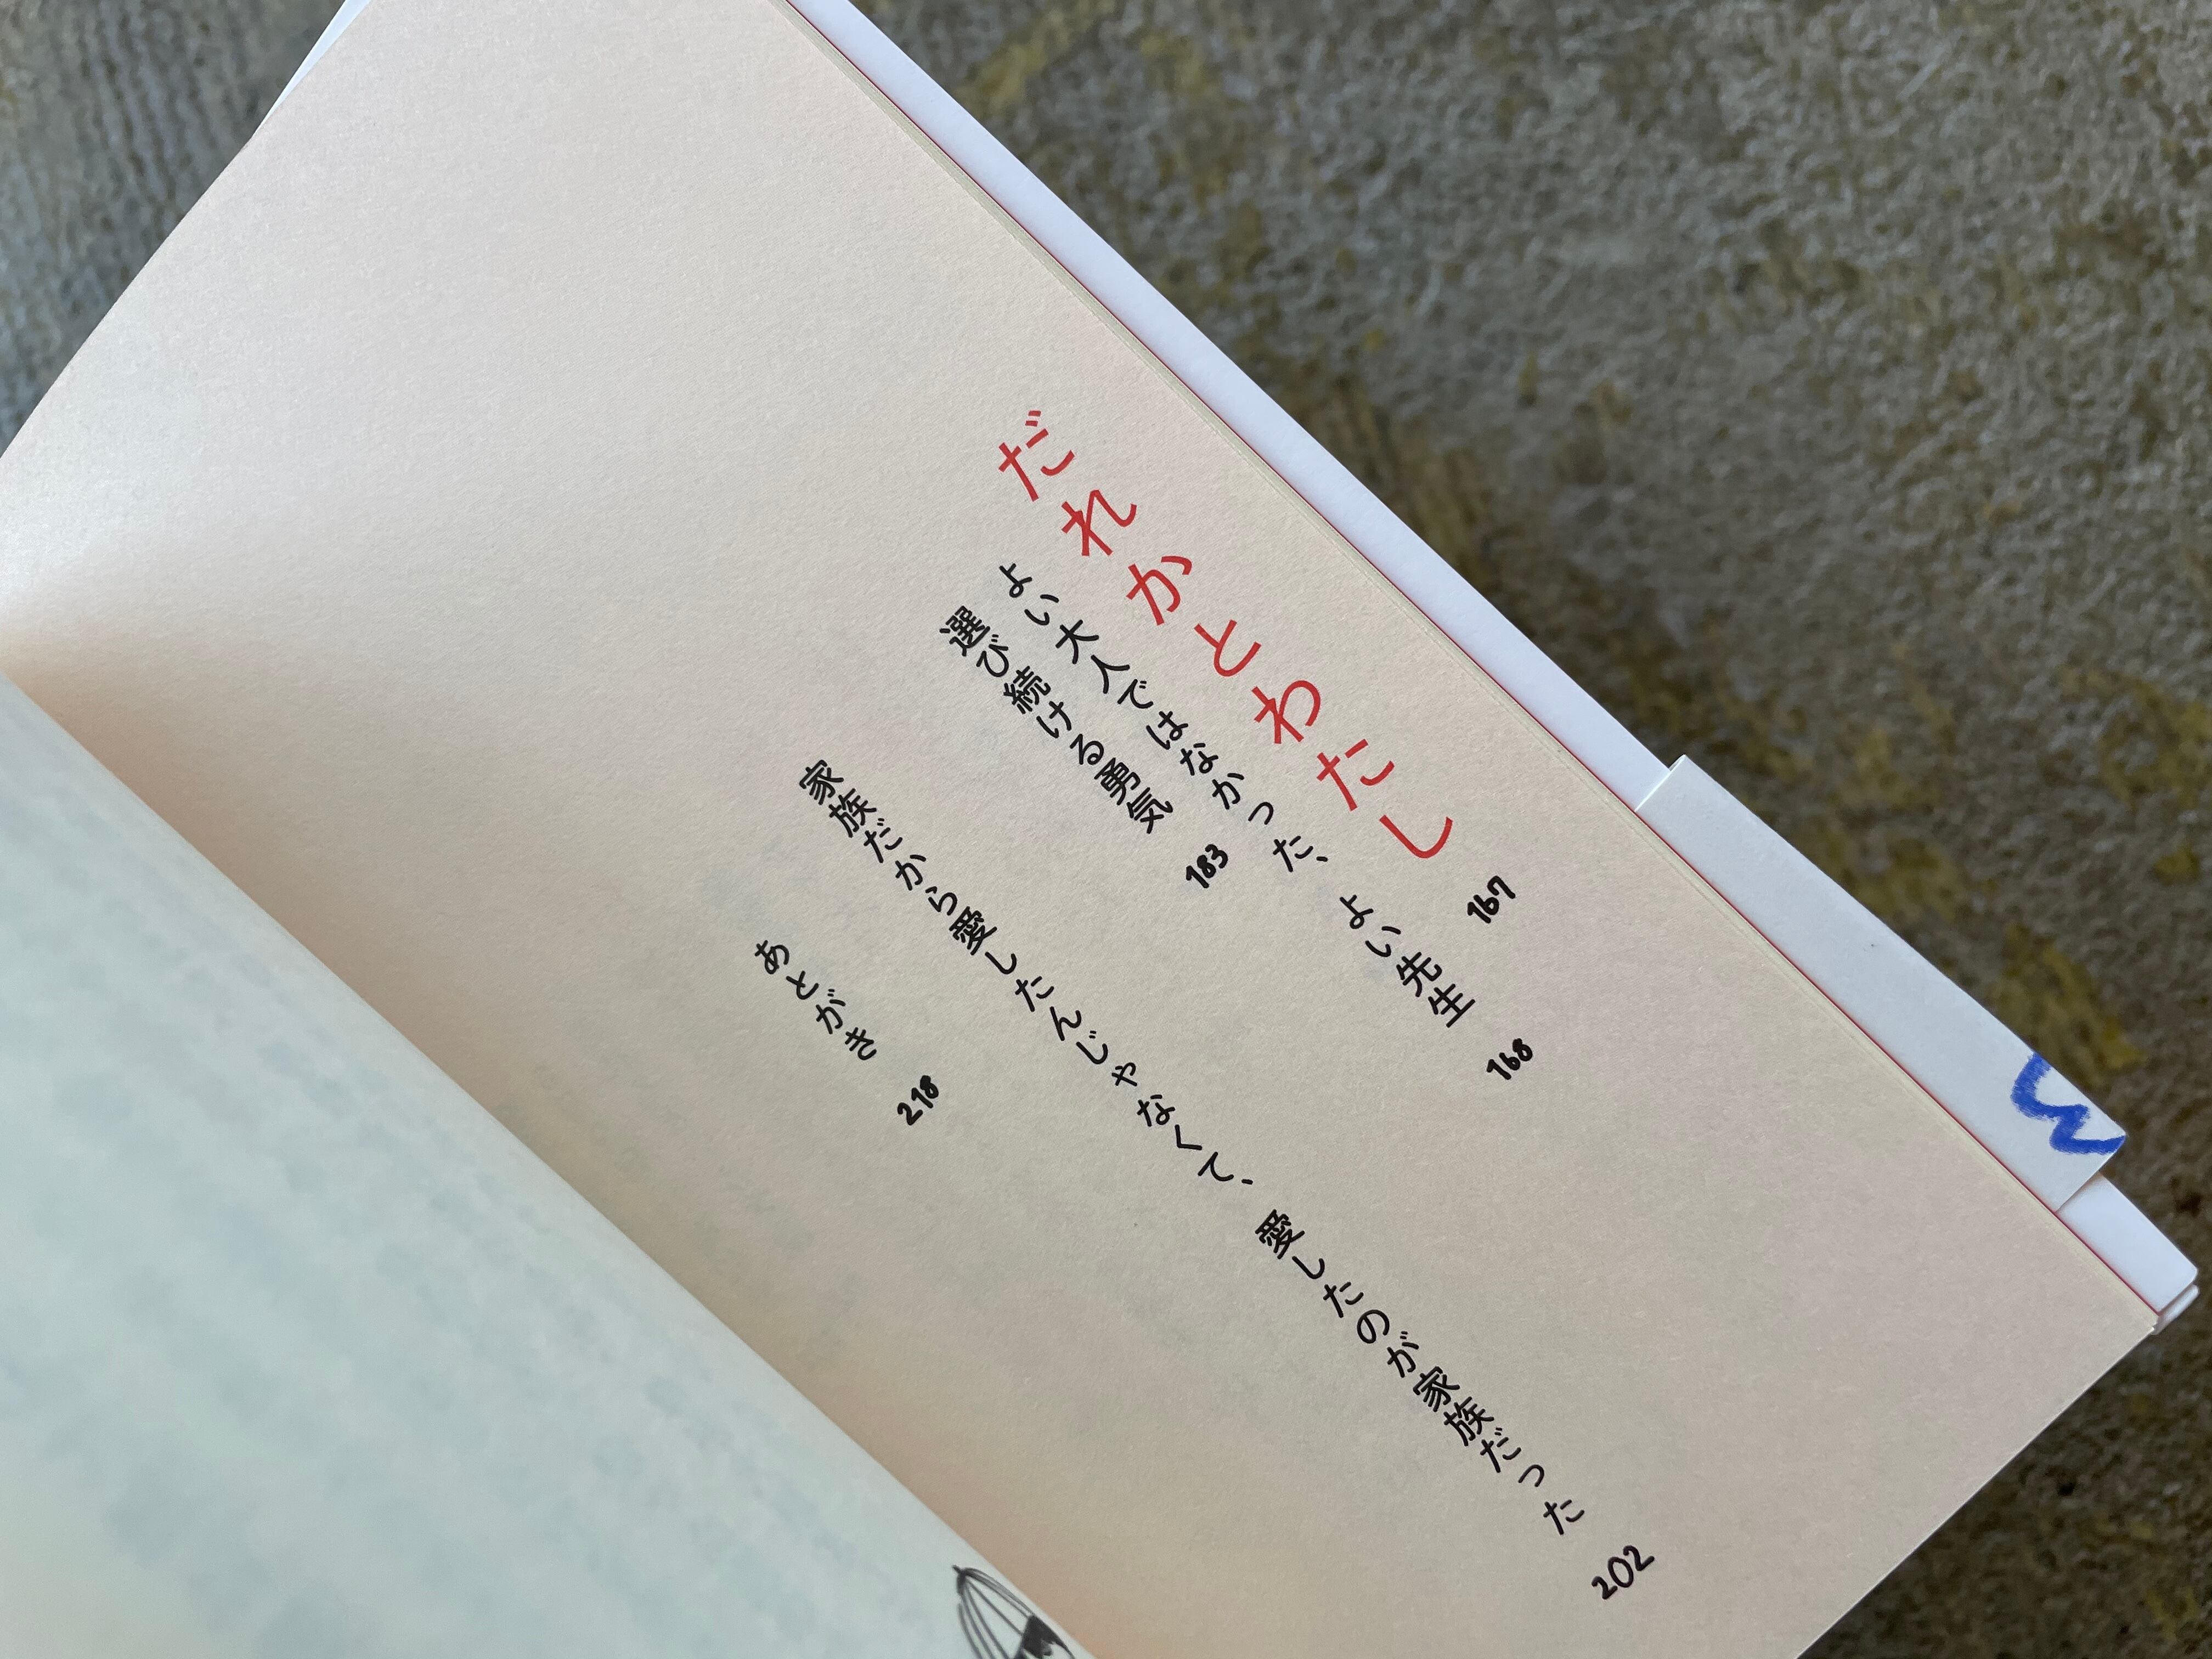 だれかとわたし 167
よい大人ではなかった、よい先生 168
選び続ける勇気 183
家族だから愛したんじゃなくて、愛したのが家族だった 202
あとがき 218